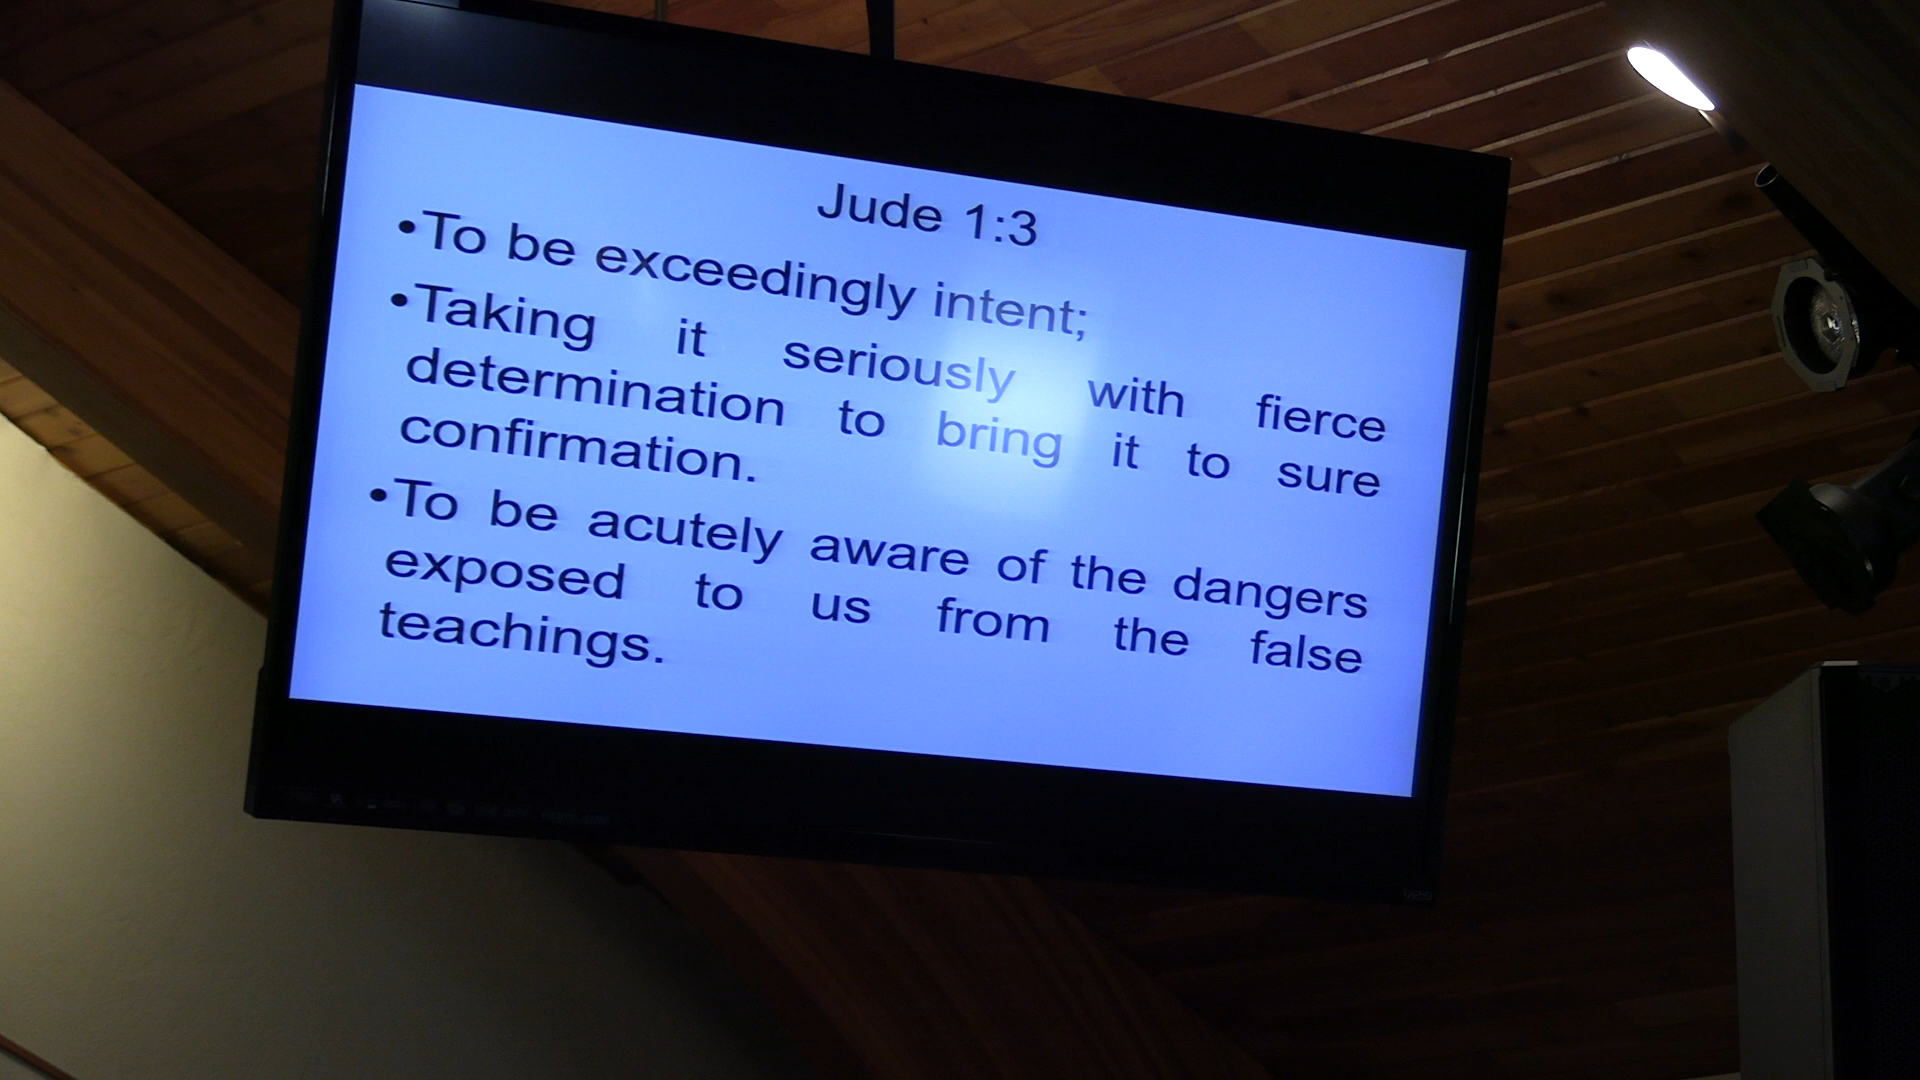 Jude 1:3
•To be exceedingly intent;
•Taking it seriously with fierce
determination to bring it to sure
confirmation.
•To be acutely aware of the dangers
exposed to us from the false
teachings.